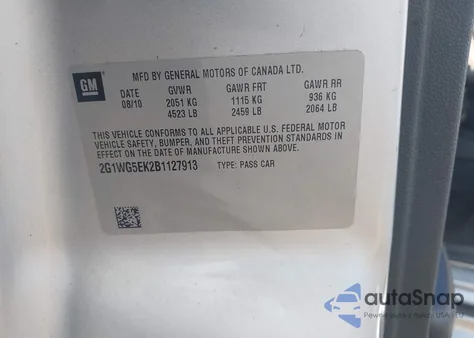 GM
MFD BY GENERAL MOTORS OF CANADA LTD.
DATE GVWR GAWR FRT GAWR RR
08/10 2051 KG 1115 KG 936 KG
4523 LB 2459 LB 2064 LB
THIS VEHICLE CONFORMS TO ALL APPLICABLE U.S. FEDERAL MOTOR
VEHICLE SAFETY, BUMPER, AND THEFT PREVENTION STANDARDS
IN EFFECT ON THE DATE OF MANUFACTURE SHOWN ABOVE.
2G1WG5EK2B1127913 TYPE: PASS CAR
autoSnap